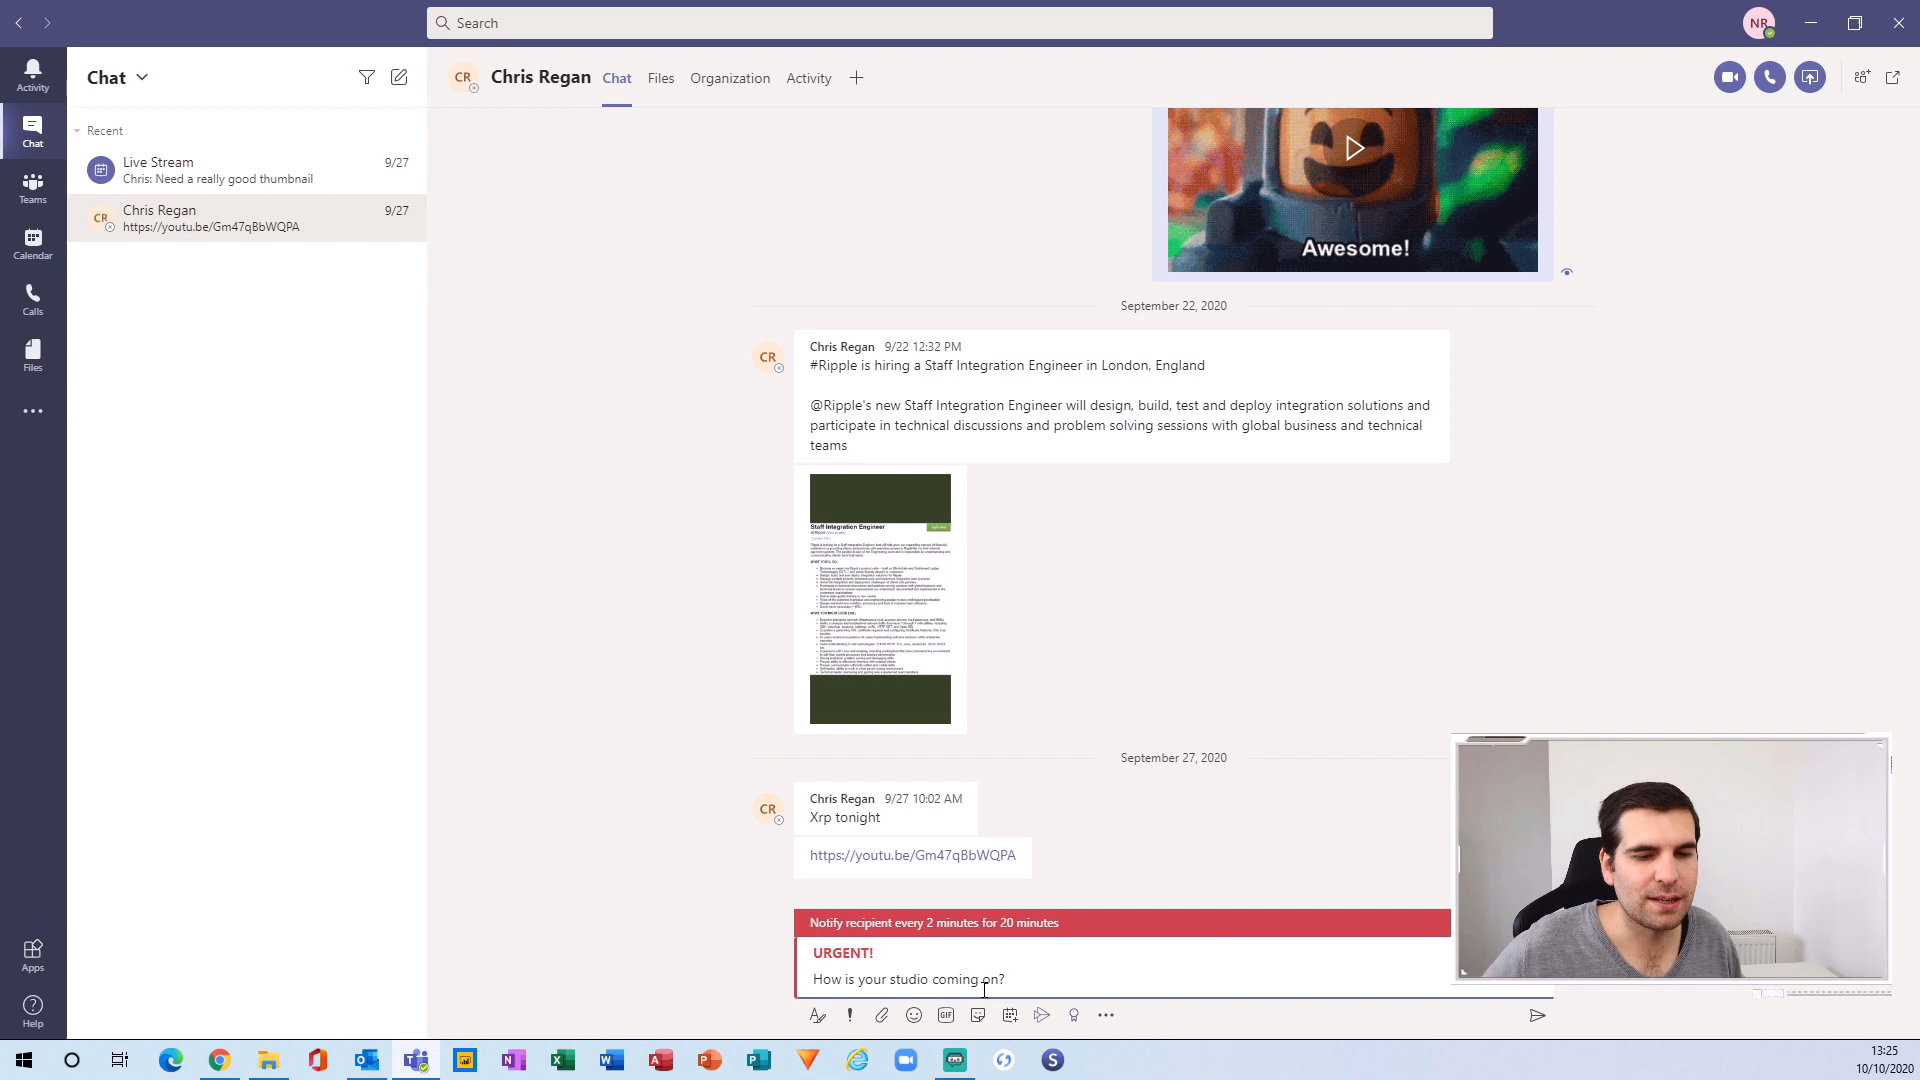 Search
NR
Activity
Chat
Teams
Calendar
Calls
Files
Apps
Help
Chat
Recent
Live Stream
9/27
Chris: Need a really good thumbnail
CR
Chris Regan
9/27
https://youtu.be/Gm47qBbWQPA
CR
Chris Regan
Chat
Files
Organization
Activity
Awesome!
September 22, 2020
CR
Chris Regan 9/22 12:32 PM
#Ripple is hiring a Staff Integration Engineer in London, England
@Ripple's new Staff Integration Engineer will design, build, test and deploy integration solutions and
participate in technical discussions and problem solving sessions with global business and technical
teams
Staff Integration Engineer
September 27, 2020
CR
Chris Regan 9/27 10:02 AM
Xrp tonight
https://youtu.be/Gm47qBbWQPA
Notify recipient every 2 minutes for 20 minutes
URGENT!
How is your studio coming on?
GIF
13:25
10/10/2020